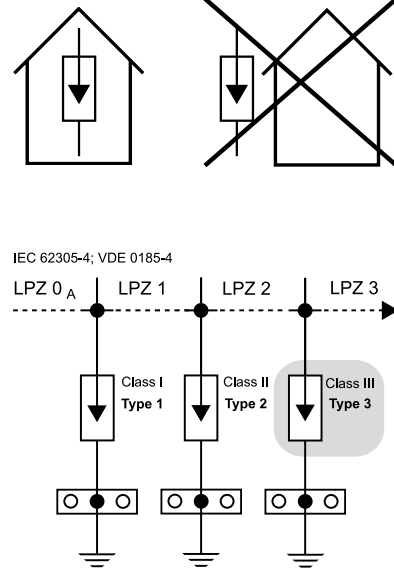 IEC 62305-4; VDE 0185-4
LPZ 0 A LPZ 1 LPZ 2 LPZ 3
Class I Class II Class III
Type 1 Type 2 Type 3